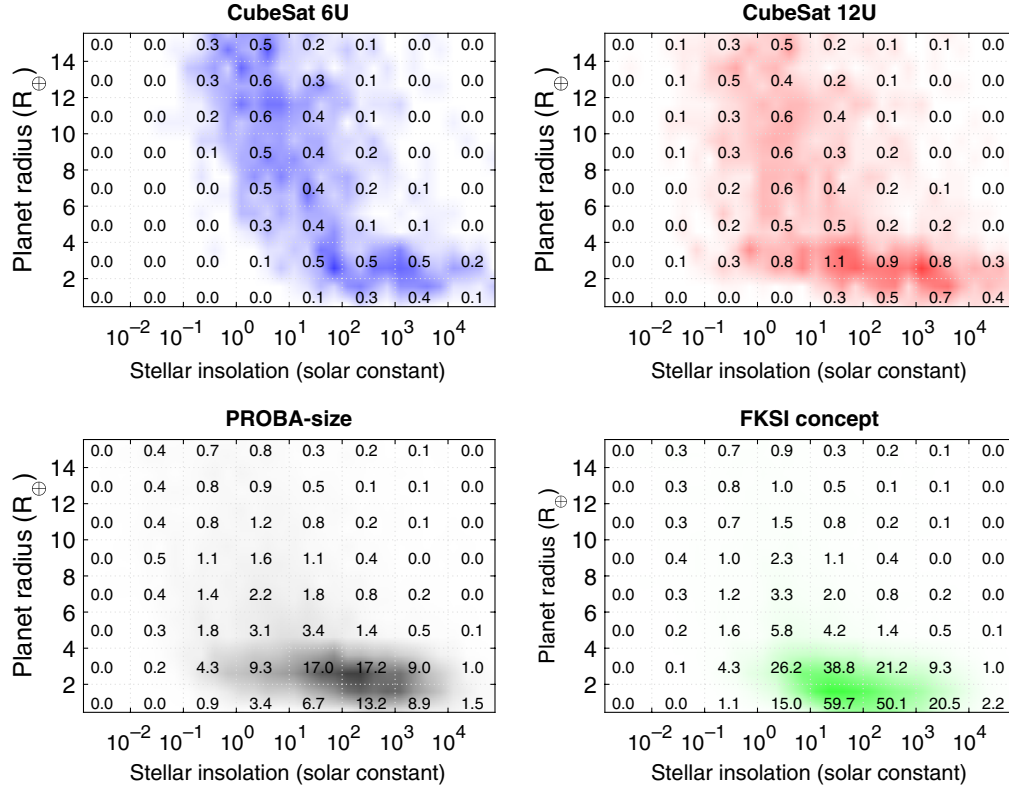 CubeSat 6U
0.0 0.0 0.3 0.5 0.2 0.1 0.0 0.0
0.0 0.0 0.3 0.6 0.3 0.1 0.0 0.0
0.0 0.0 0.2 0.6 0.4 0.1 0.0 0.0
0.0 0.0 0.1 0.5 0.4 0.2 0.0 0.0
0.0 0.0 0.0 0.5 0.4 0.2 0.1 0.0
0.0 0.0 0.0 0.3 0.4 0.1 0.1 0.0
0.0 0.0 0.0 0.1 0.5 0.5 0.5 0.2
0.0 0.0 0.0 0.0 0.1 0.3 0.4 0.1
14
12
10
8
6
4
2
Planet radius (R⊕)
10⁻² 10⁻¹ 10⁰ 10¹ 10² 10³ 10⁴
Stellar insolation (solar constant)
CubeSat 12U
0.0 0.1 0.3 0.5 0.2 0.1 0.1 0.0
0.0 0.1 0.5 0.4 0.2 0.1 0.0 0.0
0.0 0.1 0.3 0.6 0.4 0.1 0.0 0.0
0.0 0.1 0.3 0.6 0.3 0.2 0.0 0.0
0.0 0.0 0.2 0.6 0.4 0.2 0.1 0.0
0.0 0.0 0.2 0.5 0.5 0.2 0.1 0.0
0.0 0.1 0.3 0.8 1.1 0.9 0.8 0.3
0.0 0.0 0.0 0.0 0.3 0.5 0.7 0.4
14
12
10
8
6
4
2
Planet radius (R⊕)
10⁻² 10⁻¹ 10⁰ 10¹ 10² 10³ 10⁴
Stellar insolation (solar constant)
PROBA-size
0.0 0.4 0.7 0.8 0.3 0.2 0.1 0.0
0.0 0.4 0.8 0.9 0.5 0.1 0.1 0.0
0.0 0.4 0.8 1.2 0.8 0.2 0.1 0.0
0.0 0.5 1.1 1.6 1.1 0.4 0.0 0.0
0.0 0.4 1.4 2.2 1.8 0.8 0.2 0.0
0.0 0.3 1.8 3.1 3.4 1.4 0.5 0.1
0.0 0.2 4.3 9.3 17.0 17.2 9.0 1.0
0.0 0.0 0.9 3.4 6.7 13.2 8.9 1.5
14
12
10
8
6
4
2
Planet radius (R⊕)
10⁻² 10⁻¹ 10⁰ 10¹ 10² 10³ 10⁴
Stellar insolation (solar constant)
FKSI concept
0.0 0.3 0.7 0.9 0.3 0.2 0.1 0.0
0.0 0.3 0.8 1.0 0.5 0.1 0.1 0.0
0.0 0.3 0.7 1.5 0.8 0.2 0.1 0.0
0.0 0.4 1.0 2.3 1.1 0.4 0.0 0.0
0.0 0.3 1.2 3.3 2.0 0.8 0.2 0.0
0.0 0.2 1.6 5.8 4.2 1.4 0.5 0.1
0.0 0.1 4.3 26.2 38.8 21.2 9.3 1.0
0.0 0.0 1.1 15.0 59.7 50.1 20.5 2.2
14
12
10
8
6
4
2
Planet radius (R⊕)
10⁻² 10⁻¹ 10⁰ 10¹ 10² 10³ 10⁴
Stellar insolation (solar constant)